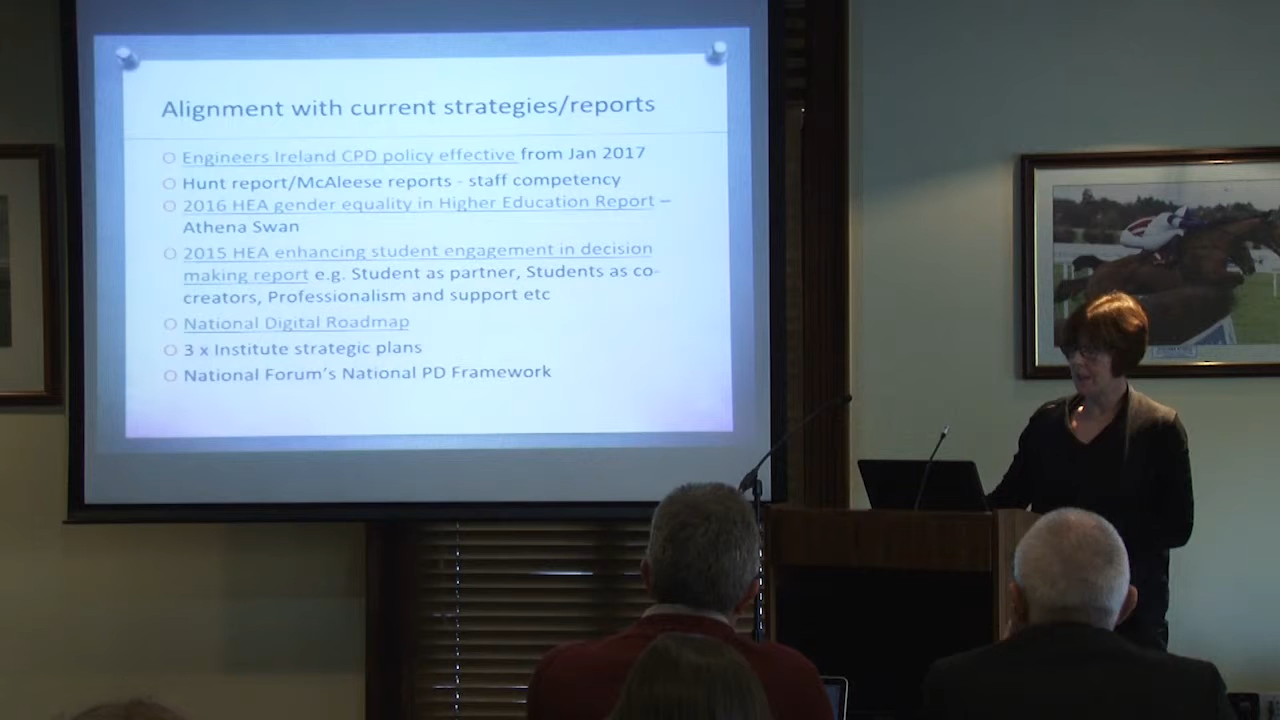 Alignment with current strategies/reports
Engineers Ireland CPD policy effective from Jan 2017
Hunt report/McAleese reports - staff competency
2016 HEA gender equality in Higher Education Report –
Athena Swan
2015 HEA enhancing student engagement in decision
making report e.g. Student as partner, Students as co-
creators, Professionalism and support etc
National Digital Roadmap
3 x Institute strategic plans
National Forum's National PD Framework